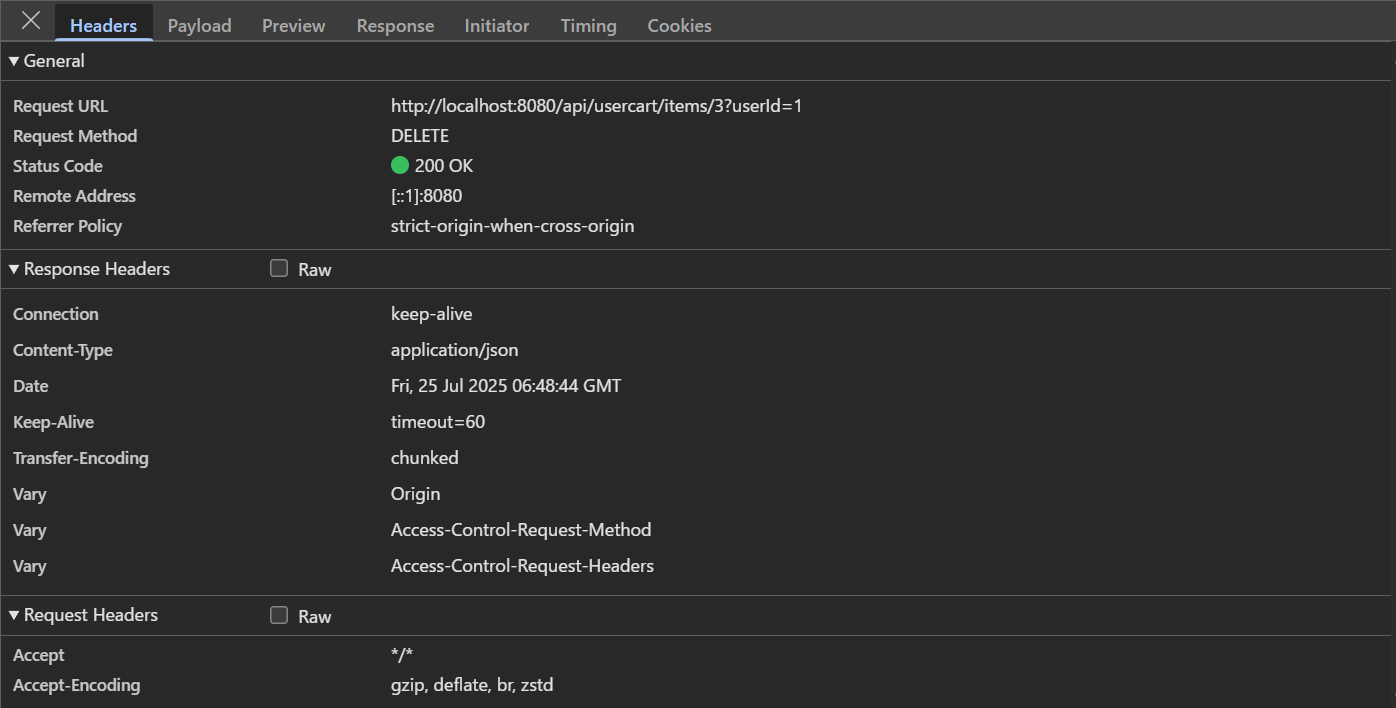 Headers Payload Preview Response Initiator Timing Cookies
General
Request URL http://localhost:8080/api/usercart/items/3?userId=1
Request Method DELETE
Status Code 200 OK
Remote Address [::1]:8080
Referrer Policy strict-origin-when-cross-origin
Response Headers Raw
Connection keep-alive
Content-Type application/json
Date Fri, 25 Jul 2025 06:48:44 GMT
Keep-Alive timeout=60
Transfer-Encoding chunked
Vary Origin
Vary Access-Control-Request-Method
Vary Access-Control-Request-Headers
Request Headers Raw
Accept */*
Accept-Encoding gzip, deflate, br, zstd